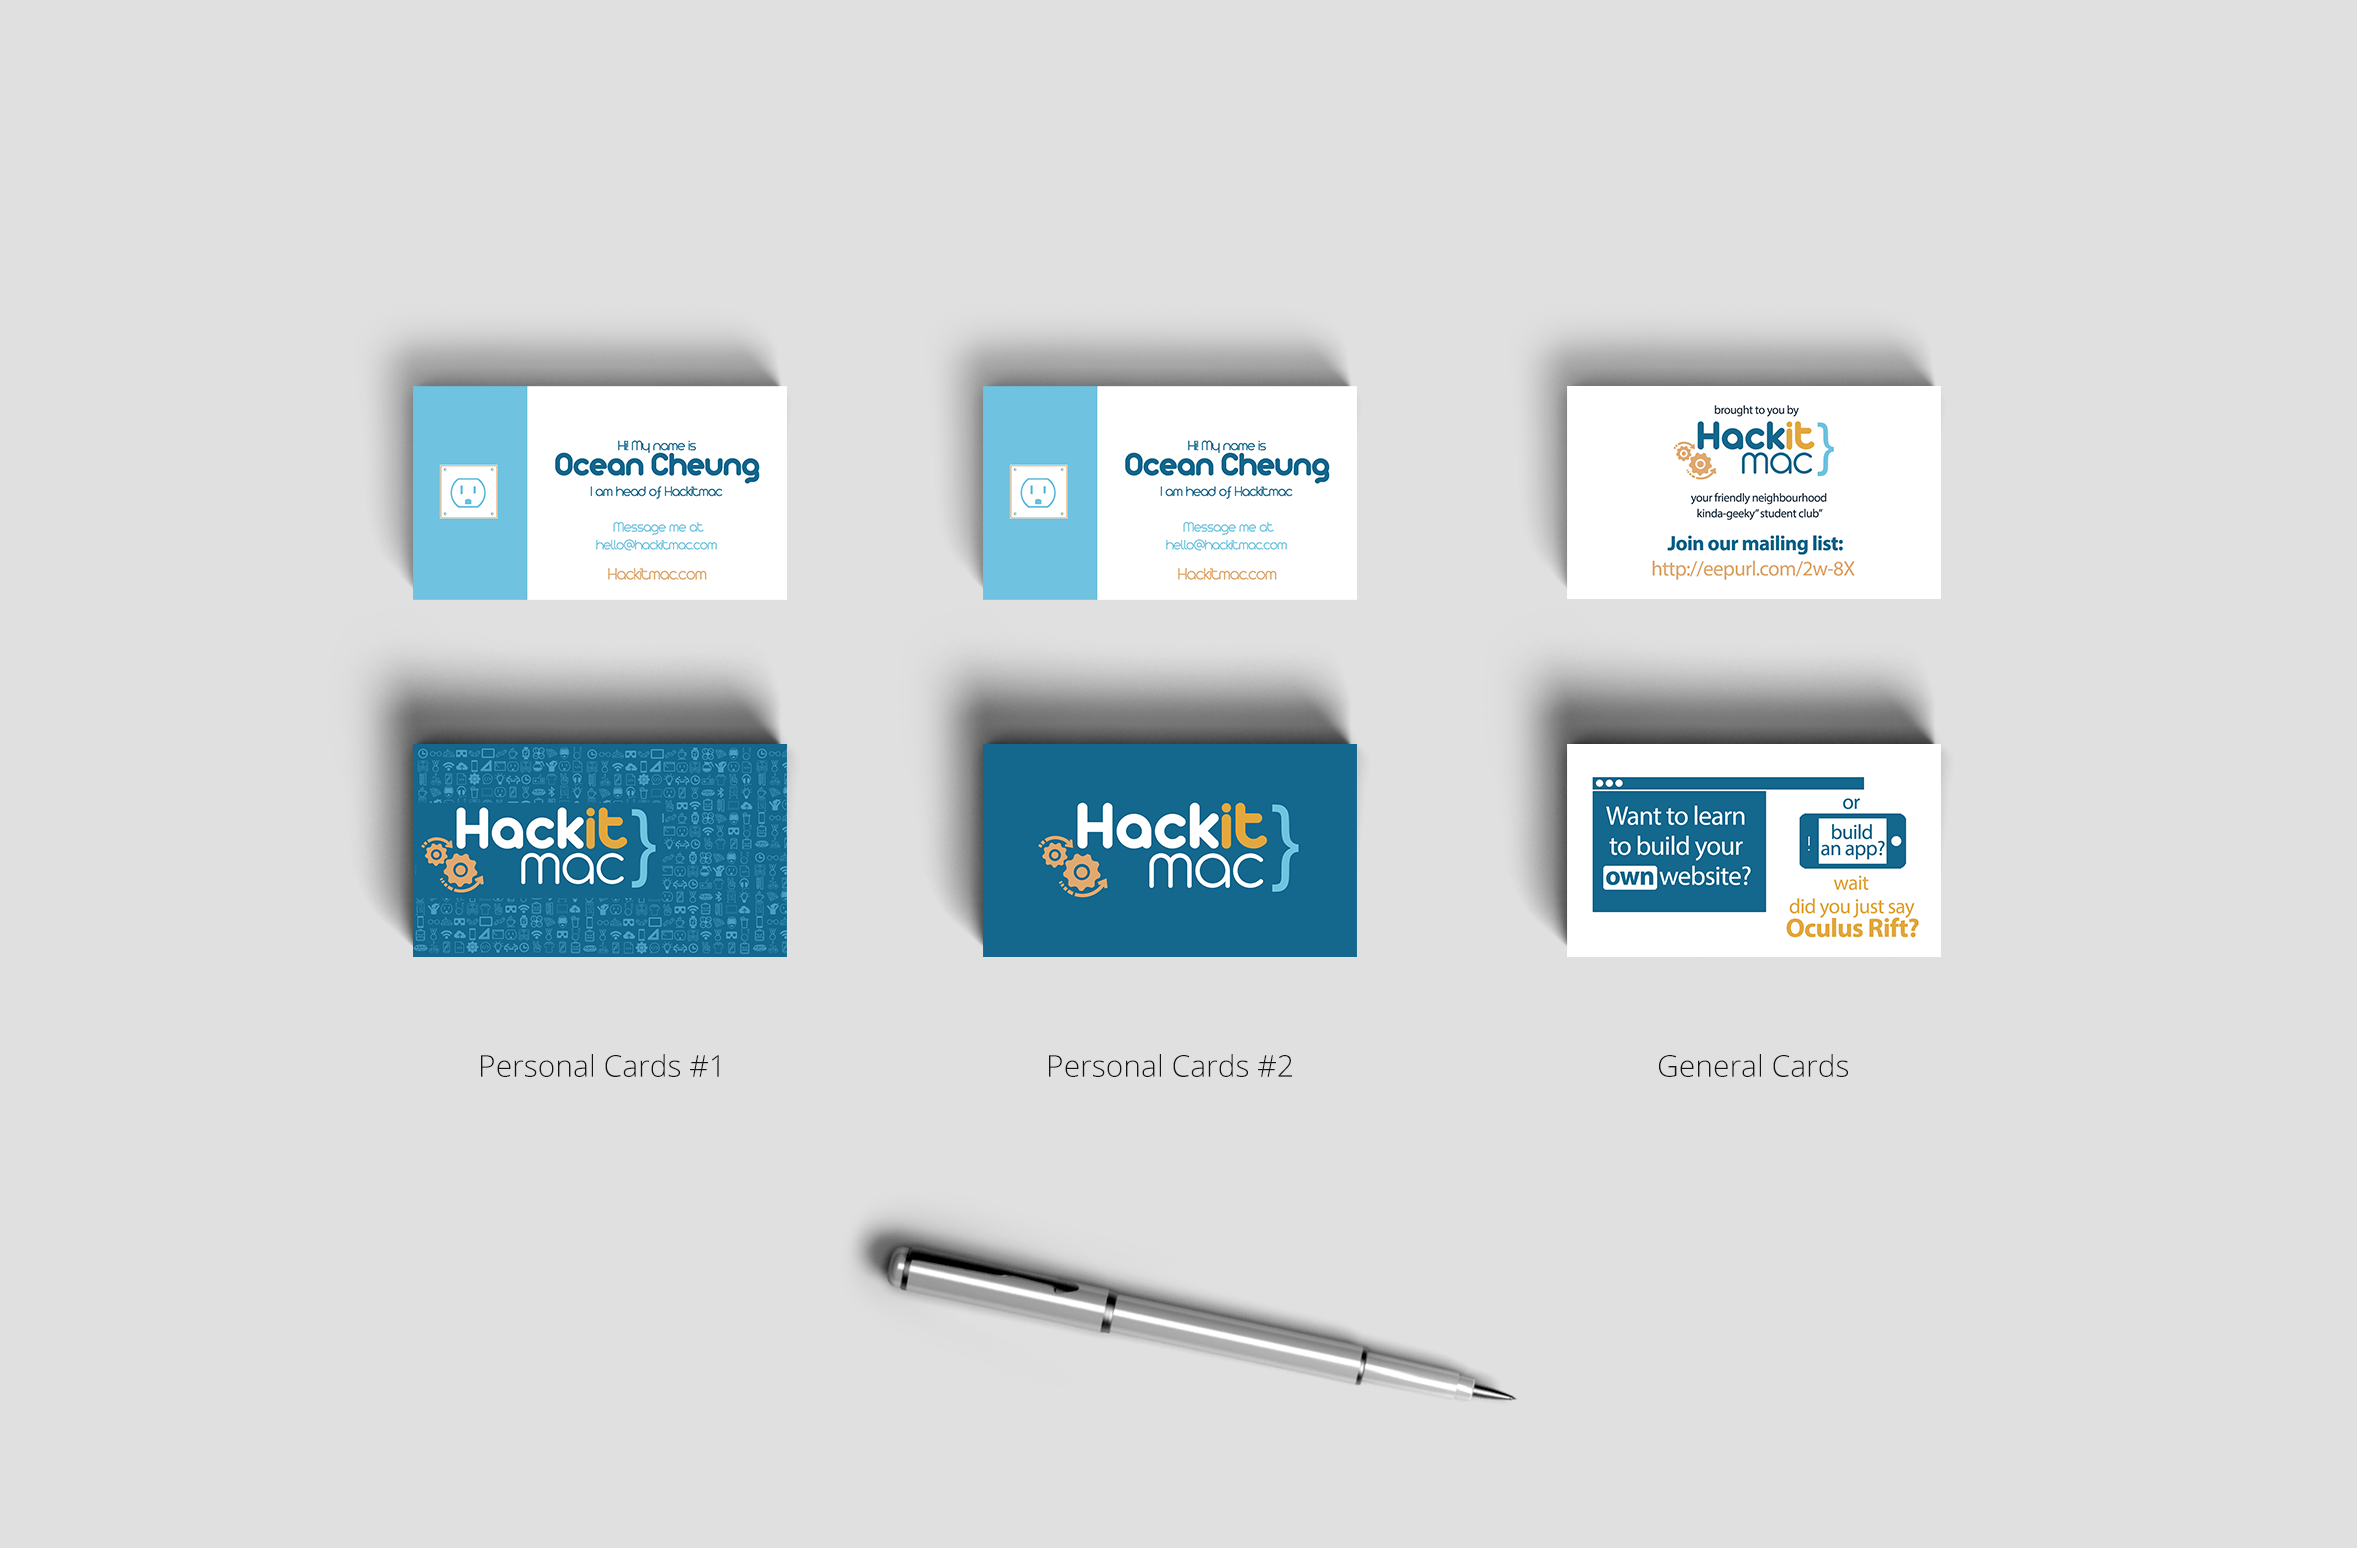 Hi! My name is
Ocean Cheung
I am head of Hackitmac
Message me at
hello@hackitmac.com
Hackitmac.com
Hi! My name is
Ocean Cheung
I am head of Hackitmac
Message me at
hello@hackitmac.com
Hackitmac.com
brought to you by
Hackit
mac}
your friendly neighbourhood
kinda-geeky"student club"
Join our mailing list:
http://eepurl.com/2w-8X
Hackit
mac}
Hackit
mac}
Want to learn
to build your
own website?
or
build
an app?
wait
did you just say
Oculus Rift?
Personal Cards #1
Personal Cards #2
General Cards